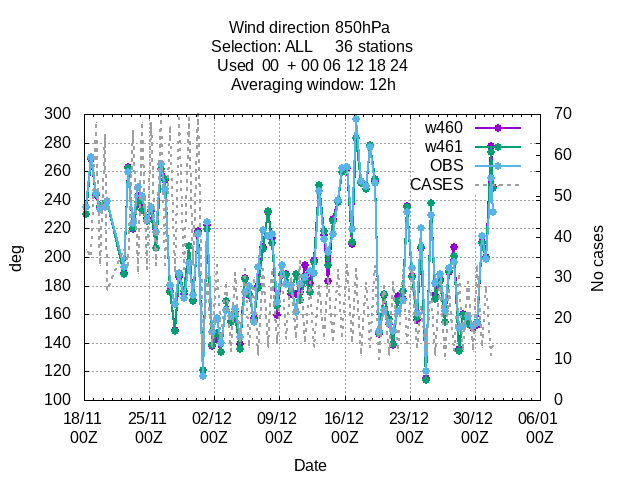 Wind direction 850hPa
Selection: ALL 36 stations
Used 00 + 00 06 12 18 24
Averaging window: 12h
300 70
w460
280
w461 60
260
OBS
240 CASES 50
220 40
200
180 30
160 20
140
120 10
100 0
deg
No cases
18/11 25/11 02/12 09/12 16/12 23/12 30/12 06/01
00Z 00Z 00Z 00Z 00Z 00Z 00Z 00Z
Date